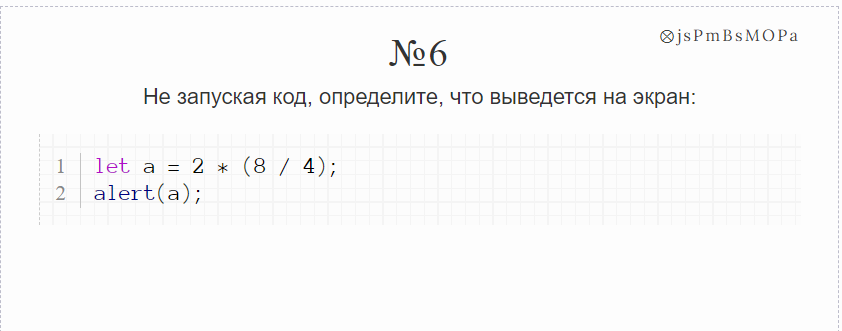 ⊗jsPmBsMOPa
№6
Не запуская код, определите, что выведется на экран:
1 let a = 2 * (8 / 4);
2 alert(a);